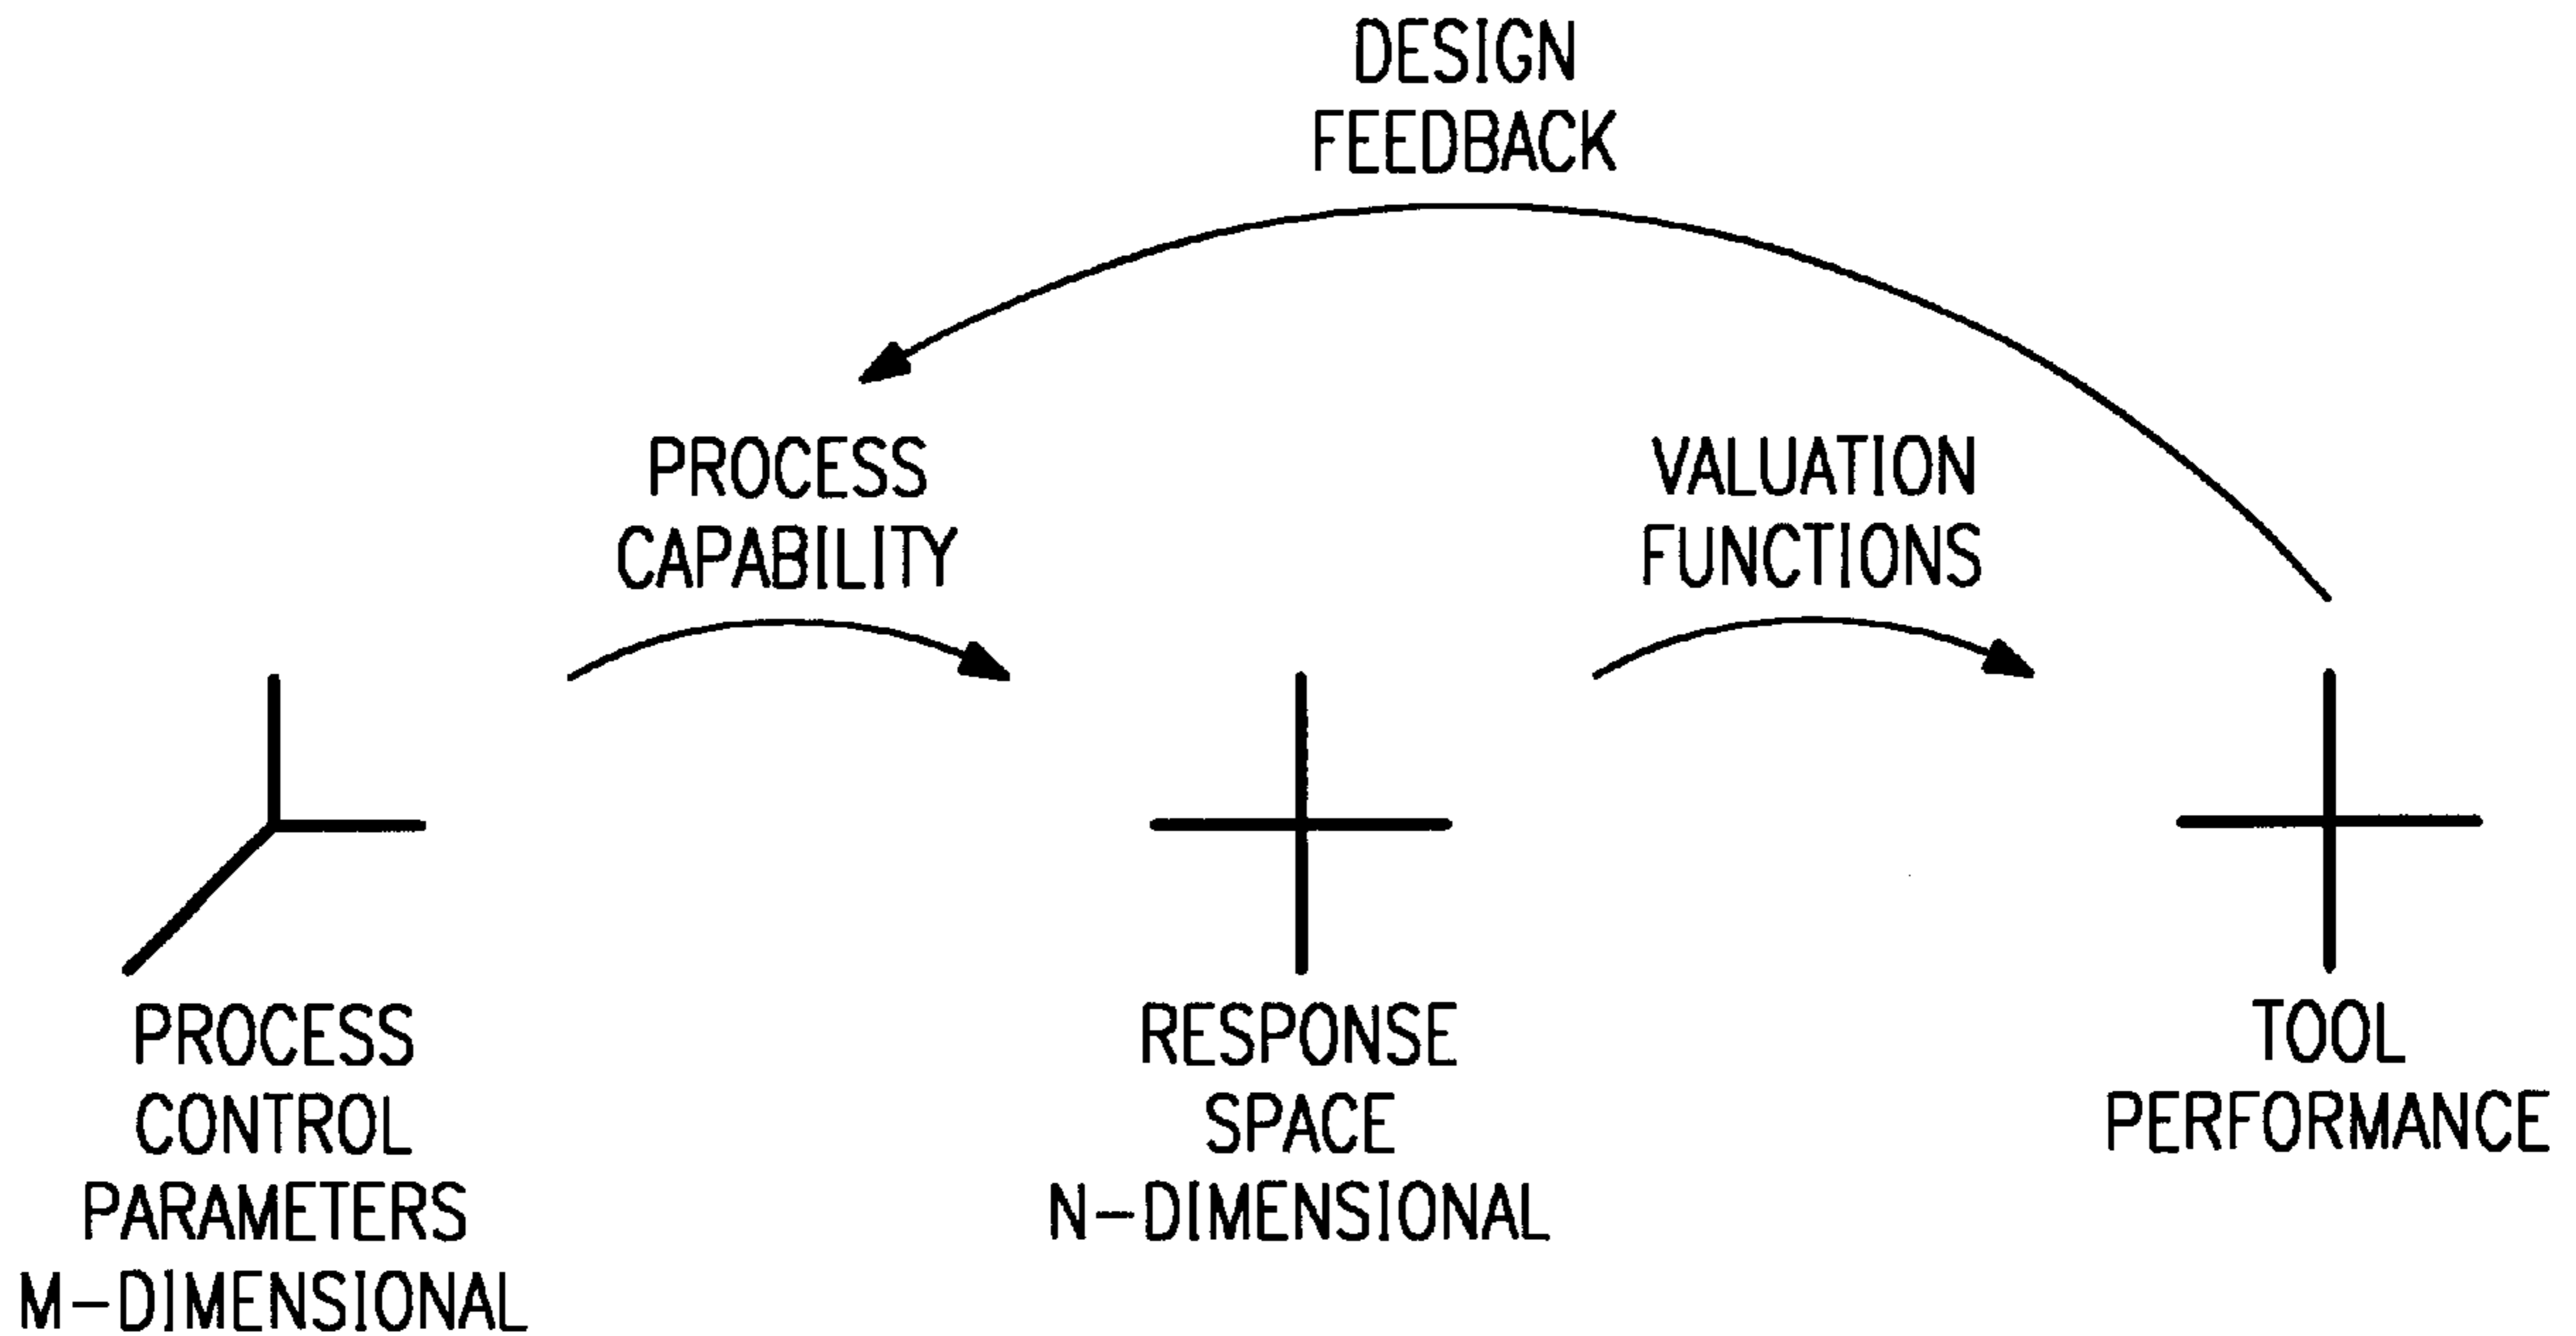 DESIGN
FEEDBACK
PROCESS
CAPABILITY
VALUATION
FUNCTIONS
PROCESS
CONTROL
PARAMETERS
M-DIMENSIONAL
RESPONSE
SPACE
N-DIMENSIONAL
TOOL
PERFORMANCE